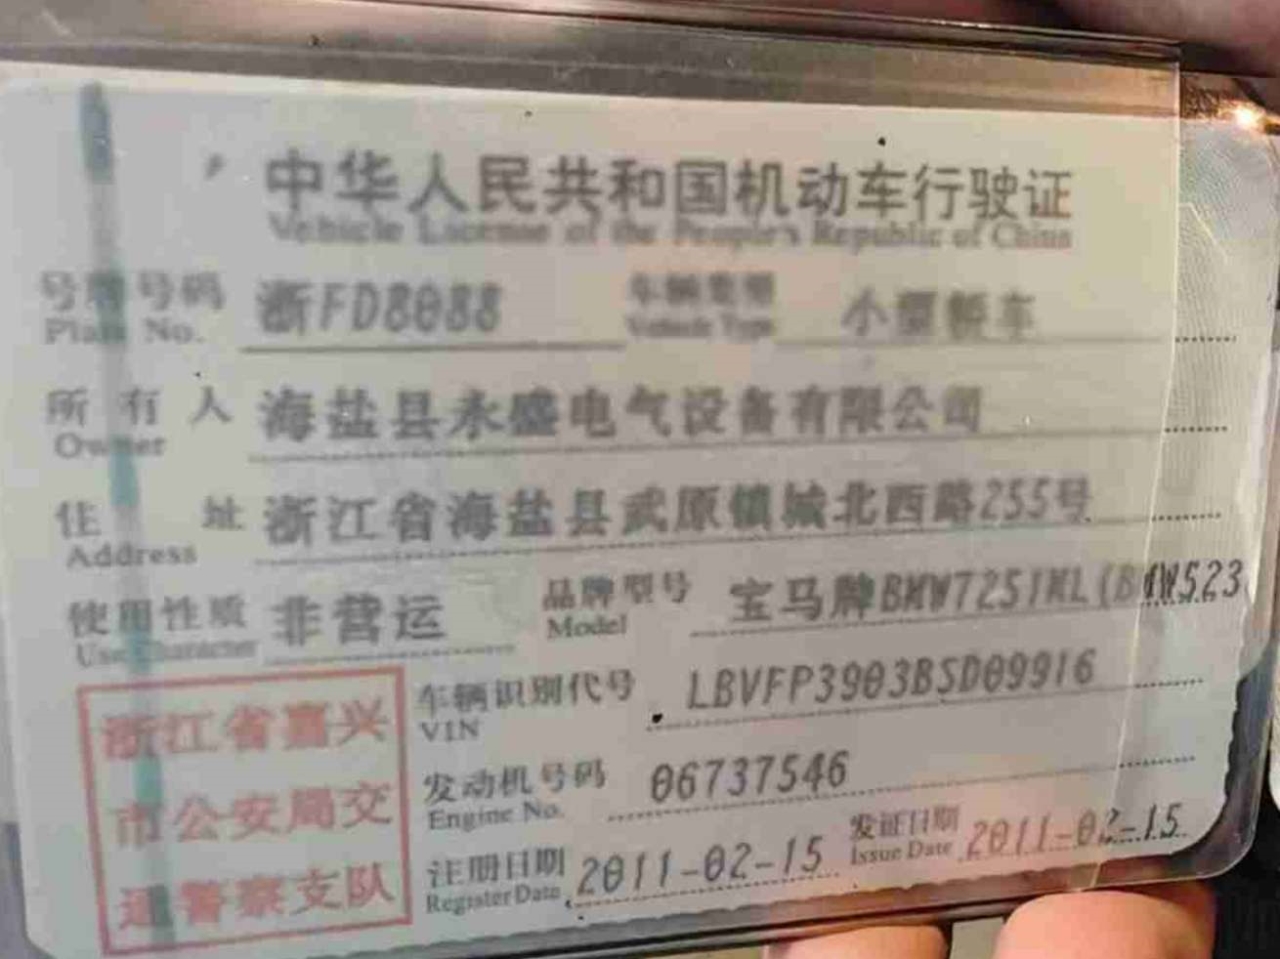 中华人民共和国机动车行驶证
Vehicle License of the People's Republic of China
号牌号码 浙FD8088 车辆类型 小型轿车
Plate No. Vehicle Type
所有人 海盐县永盛电气设备有限公司
Owner
住址 浙江省海盐县武原镇城北西路255号
Address
使用性质 非营运 品牌型号 宝马牌BMW7251ML(BMW523
Use Character Model
浙江省嘉兴
市公安局交
通警察支队
车辆识别代号 LBVFP3903BSD09916
VIN
发动机号码 06737546
Engine No.
注册日期 2011-02-15 发证日期 2011-02-15
Register Date Issue Date